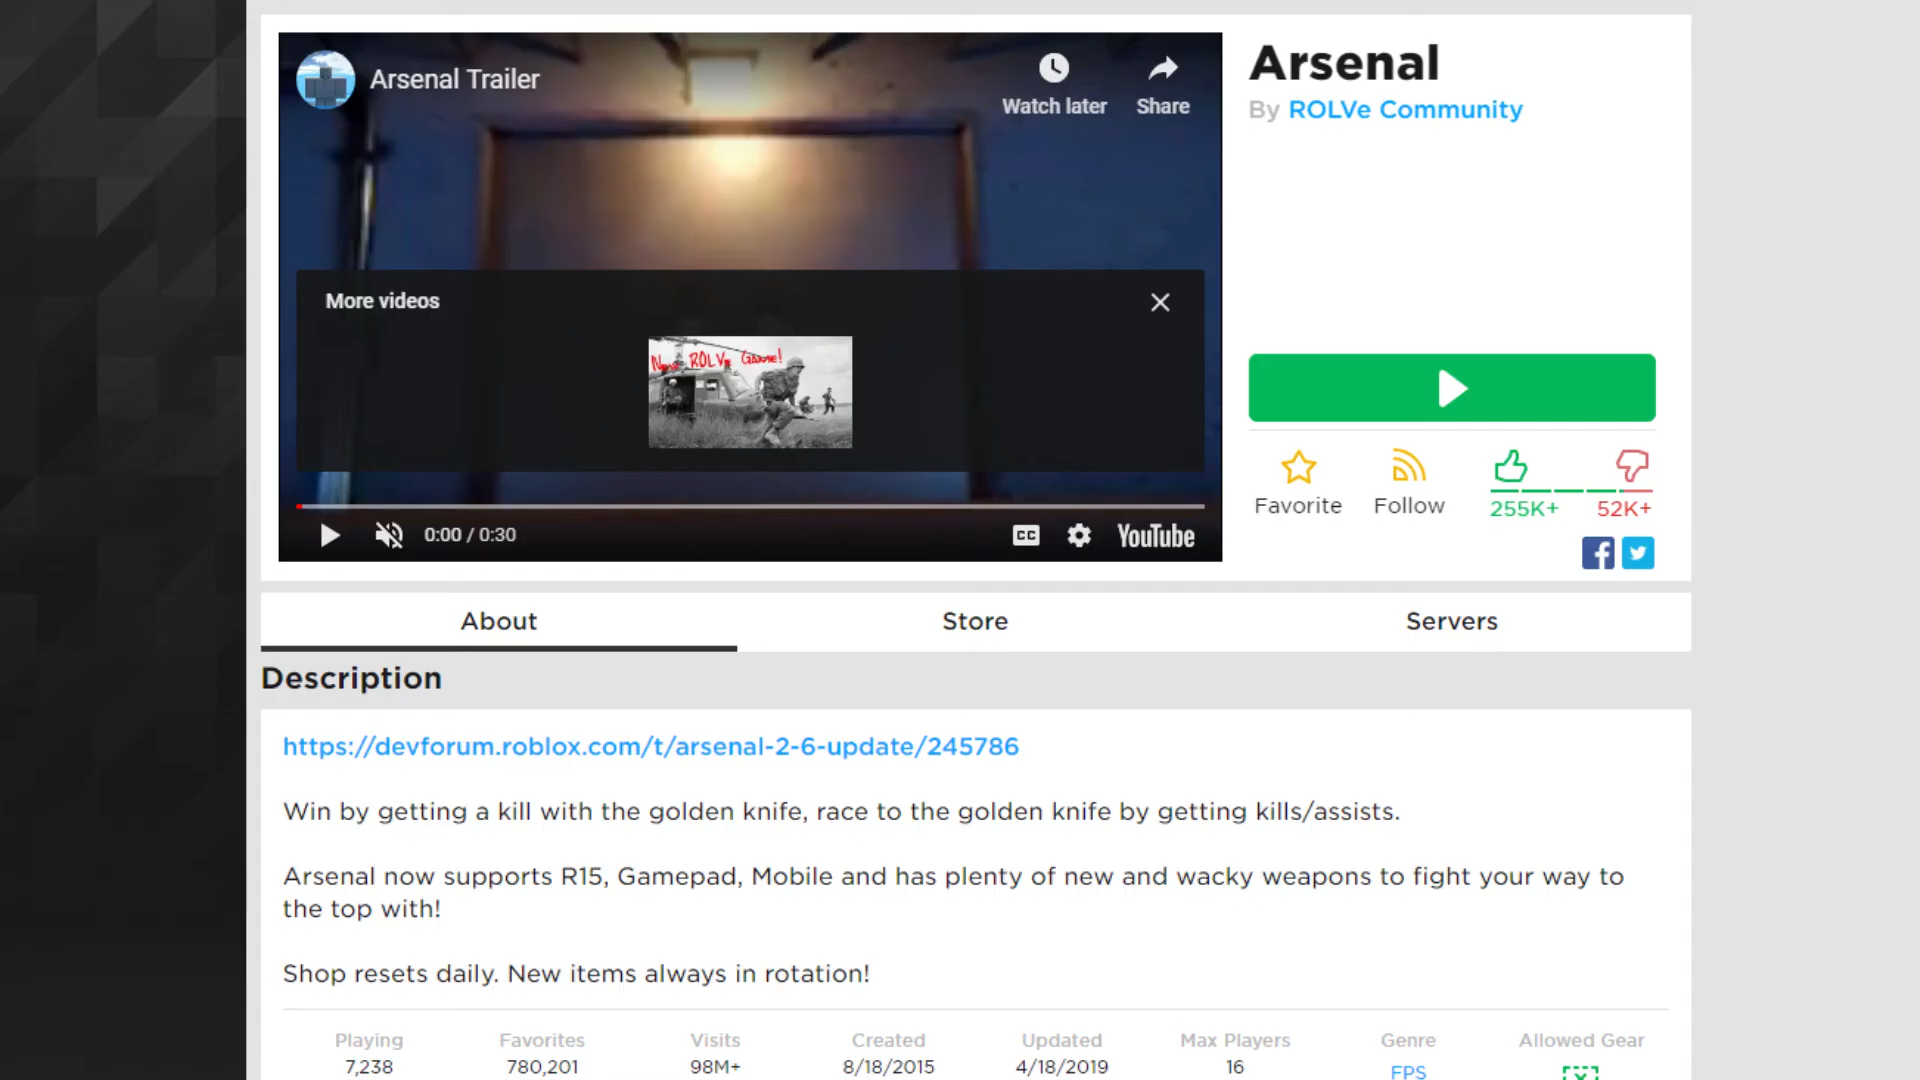 Arsenal Trailer
Watch later
Share
More videos
New ROLVe Game!
0:00 / 0:30
CC
YouTube
Arsenal
By ROLVe Community
Favorite
Follow
255K+
52K+
About
Store
Servers
Description
https://devforum.roblox.com/t/arsenal-2-6-update/245786
Win by getting a kill with the golden knife, race to the golden knife by getting kills/assists.
Arsenal now supports R15, Gamepad, Mobile and has plenty of new and wacky weapons to fight your way to
the top with!
Shop resets daily. New items always in rotation!
Playing
Favorites
Visits
Created
Updated
Max Players
Genre
Allowed Gear
7,238
780,201
98M+
8/18/2015
4/18/2019
16
FPS